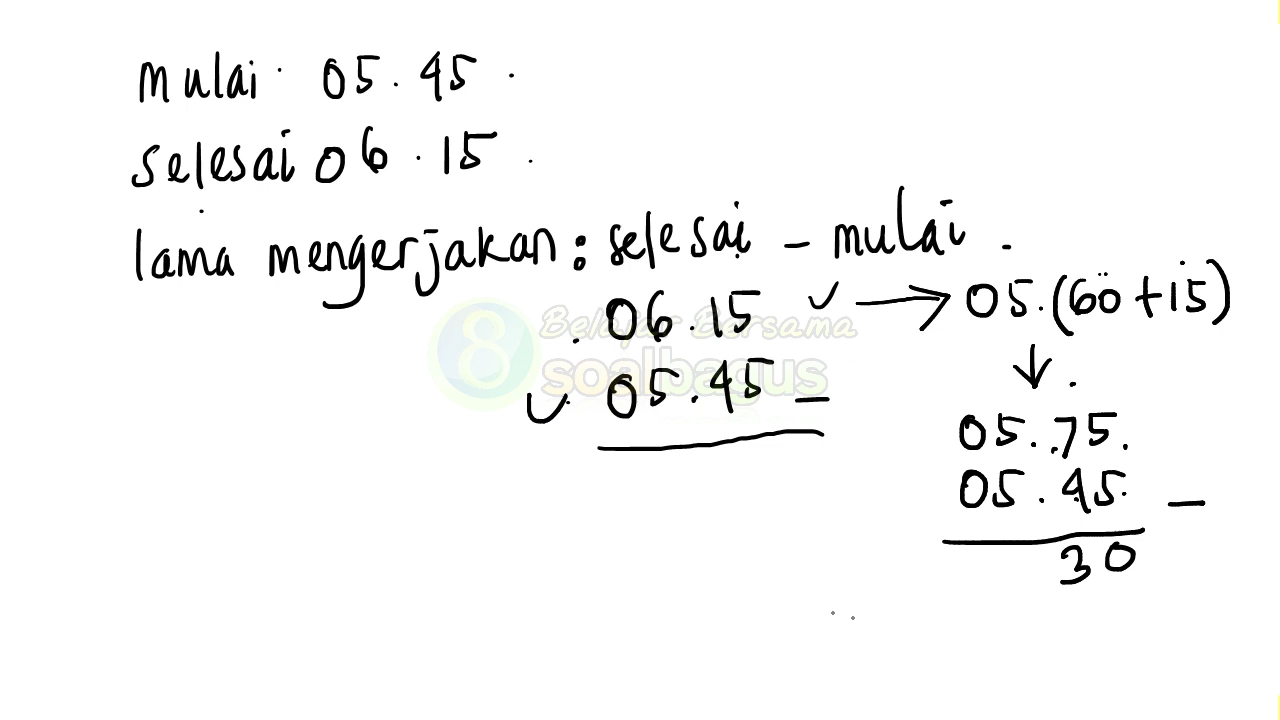 Mulai 05.45
selesai 06.15
lama mengerjakan : selesai - mulai
06.15 → 05.(60+15)
05.45 -
↓
05.75
05.45 -
30
8 Belajar Bersama
soalbagus